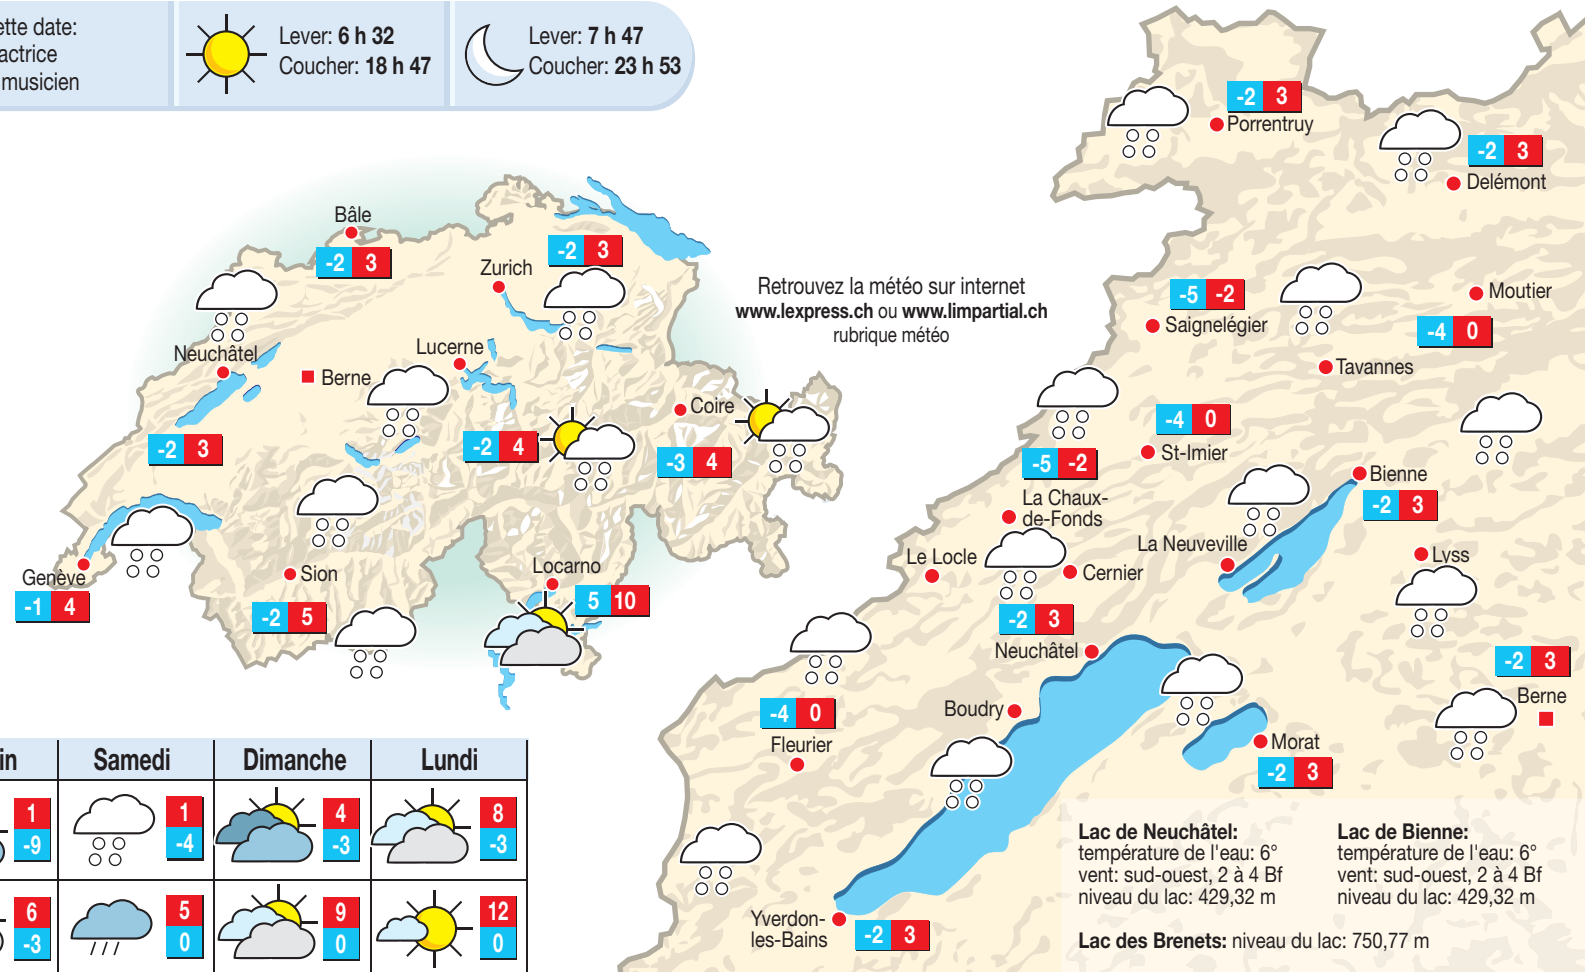 ette date:
actrice
musicien
Lever: 6 h 32
Coucher: 18 h 47
Lever: 7 h 47
Coucher: 23 h 53
Bâle
-2 3
Zurich
-2 3
Neuchâtel
-2 3
Berne
Lucerne
-2 4
Coire
-3 4
Genève
-1 4
Sion
-2 5
Locarno
5 10
Retrouvez la météo sur internet
www.lexpress.ch ou www.limpartial.ch
rubrique météo
-2 3
Porrentruy
-2 3
Delémont
-5 -2
Saignelégier
Moutier
-4 0
Tavannes
-4 0
St-Imier
-5 -2
La Chaux-
de-Fonds
Bienne
-2 3
La Neuveville
Lyss
Le Locle
Cernier
-2 3
Neuchâtel
-2 3
Berne
Boudry
-4 0
Fleurier
Morat
-2 3
Yverdon-
les-Bains
-2 3
in
Samedi
Dimanche
Lundi
1
-9
1
-4
4
-3
8
-3
6
-3
5
0
9
0
12
0
Lac de Neuchâtel:
température de l'eau: 6°
vent: sud-ouest, 2 à 4 Bf
niveau du lac: 429,32 m
Lac de Bienne:
température de l'eau: 6°
vent: sud-ouest, 2 à 4 Bf
niveau du lac: 429,32 m
Lac des Brenets: niveau du lac: 750,77 m